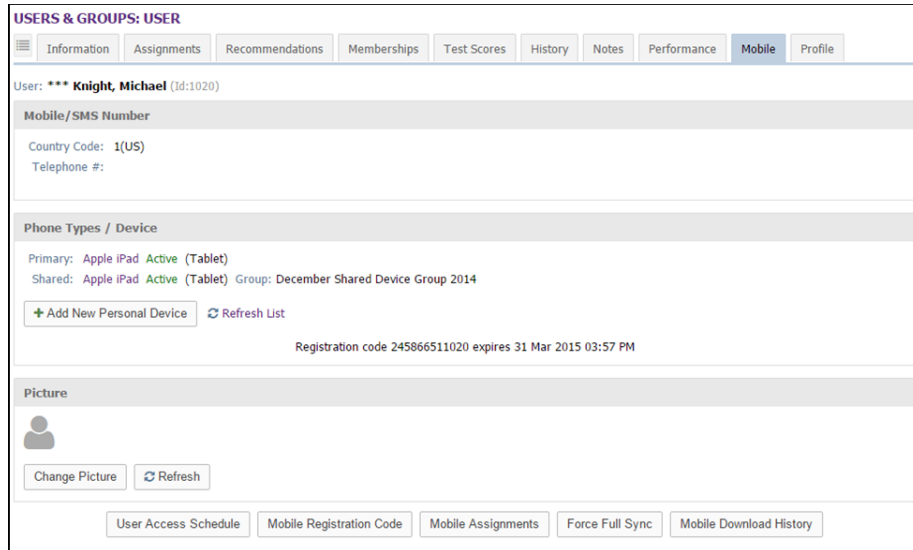 USERS & GROUPS: USER
Information Assignments Recommendations Memberships Test Scores History Notes Performance Mobile Profile
User: *** Knight, Michael (Id:1020)
Mobile/SMS Number
Country Code: 1(US)
Telephone #:
Phone Types / Device
Primary: Apple iPad Active (Tablet)
Shared: Apple iPad Active (Tablet) Group: December Shared Device Group 2014
+ Add New Personal Device Refresh List
Registration code 245866511020 expires 31 Mar 2015 03:57 PM
Picture
Change Picture Refresh
User Access Schedule Mobile Registration Code Mobile Assignments Force Full Sync Mobile Download History